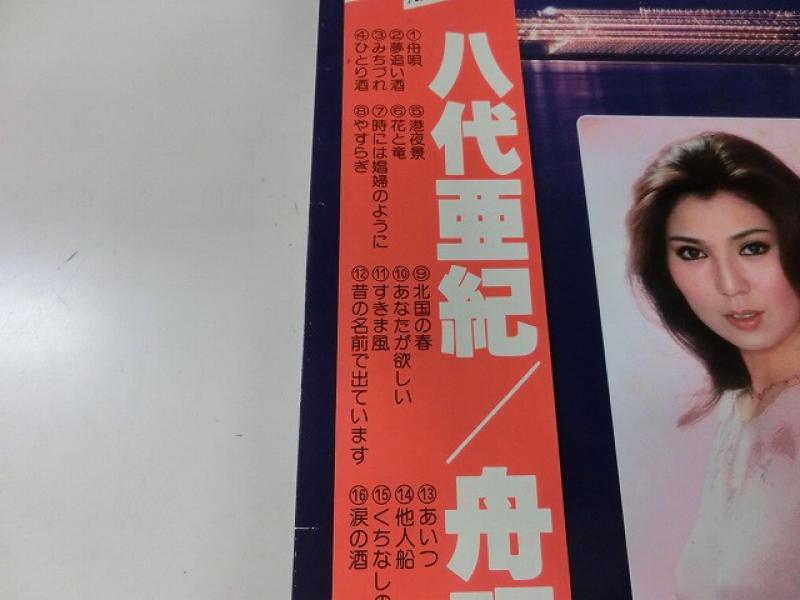 八代亜紀/舟
①舟唄
②夢追い酒
③みちづれ
④ひとり酒
⑤港夜景
⑥花と竜
⑦時には娼婦のように
⑧やすらぎ
⑨北国の春
⑩あなたが欲しい
⑪すきま風
⑫昔の名前で出ています
⑬あいつ
⑭他人船
⑮くちなしの
⑯涙の酒